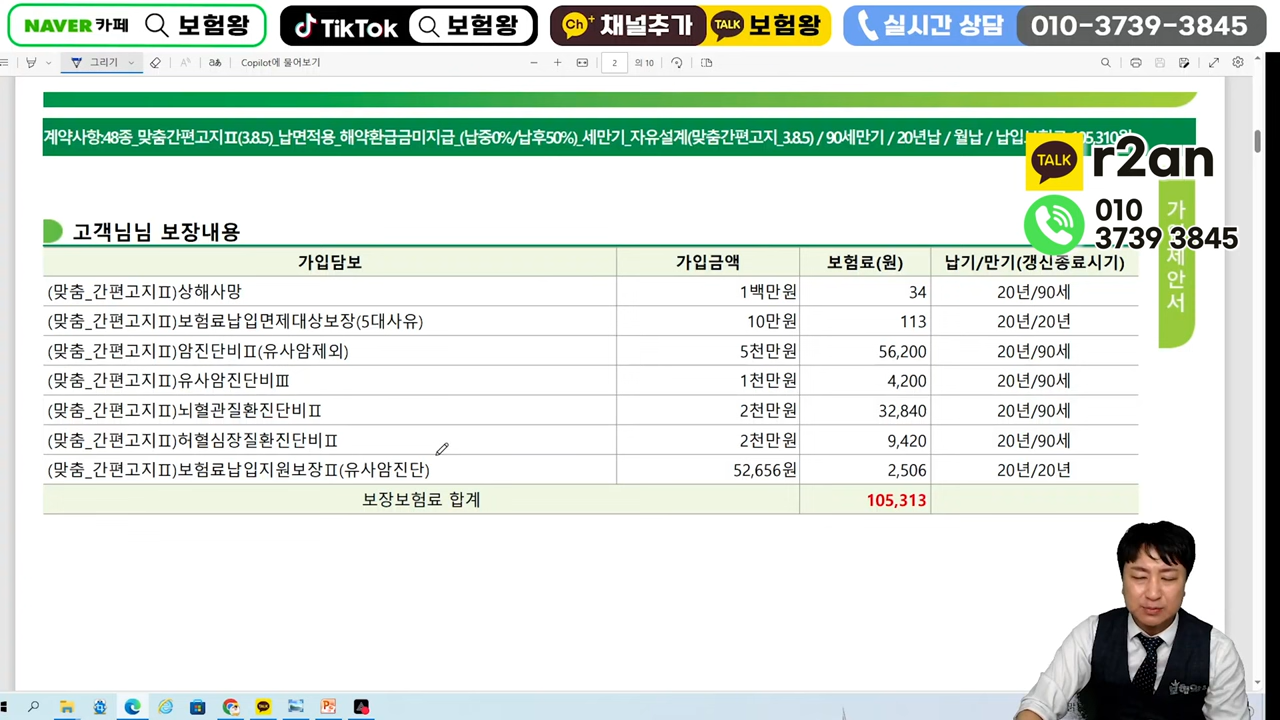 NAVER 카페 보험왕
TikTok 보험왕
Ch+ 채널추가 TALK 보험왕
실시간 상담 010-3739-3845
그리기
Copilot에 물어보기
2 의 10
계약사항:48종_맞춤간편고지Ⅱ(3.8.5)_납면적용_해약환급금미지급_(납중0%/납후50%)_세만기_자유설계(맞춤간편고지_3.8.5) / 90세만기 / 20년납 / 월납 /
TALK r2an
010
3739 3845
고객님님 보장내용
가입담보 가입금액 보험료(원) 납기/만기(갱신종료시기)
(맞춤_간편고지Ⅱ)상해사망 1백만원 34 20년/90세
(맞춤_간편고지Ⅱ)보험료납입면제대상보장(5대사유) 10만원 113 20년/20년
(맞춤_간편고지Ⅱ)암진단비Ⅱ(유사암제외) 5천만원 56,200 20년/90세
(맞춤_간편고지Ⅱ)유사암진단비Ⅲ 1천만원 4,200 20년/90세
(맞춤_간편고지Ⅱ)뇌혈관질환진단비Ⅱ 2천만원 32,840 20년/90세
(맞춤_간편고지Ⅱ)허혈심장질환진단비Ⅱ 2천만원 9,420 20년/90세
(맞춤_간편고지Ⅱ)보험료납입지원보장Ⅱ(유사암진단) 52,656원 2,506 20년/20년
보장보험료 합계 105,313